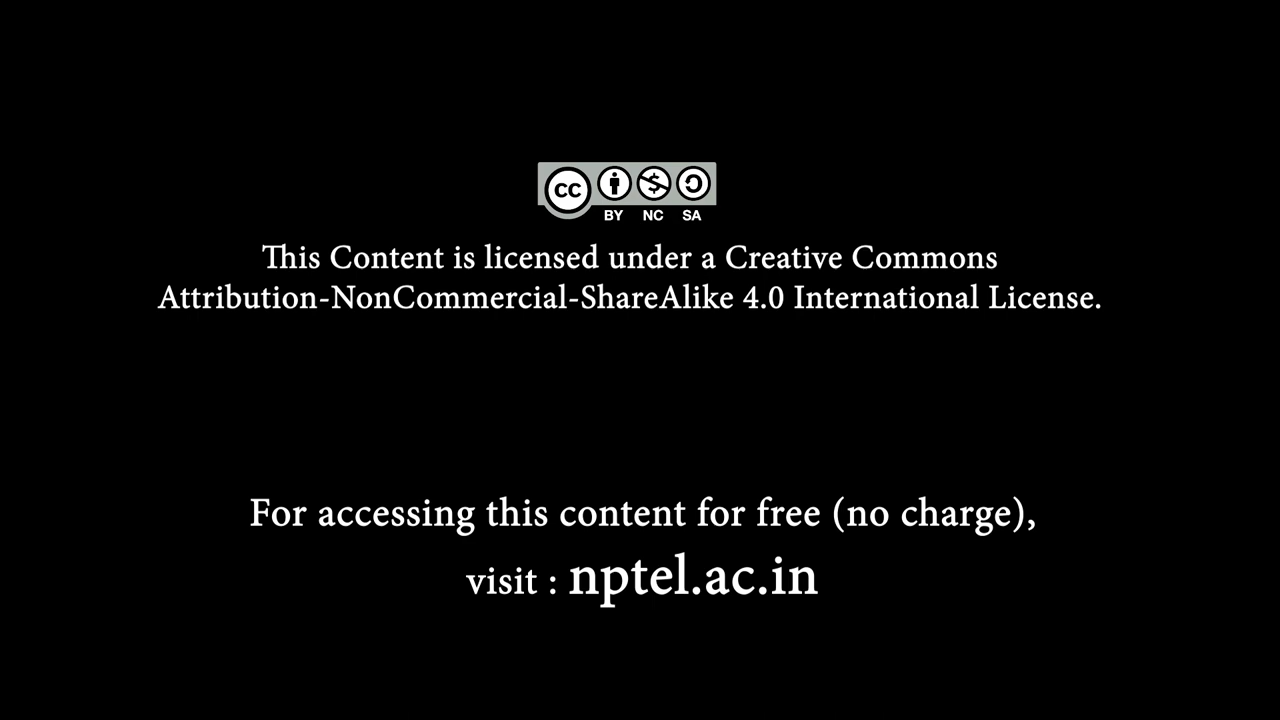 cc
BY NC SA
This Content is licensed under a Creative Commons
Attribution-NonCommercial-ShareAlike 4.0 International License.
For accessing this content for free (no charge),
visit : nptel.ac.in